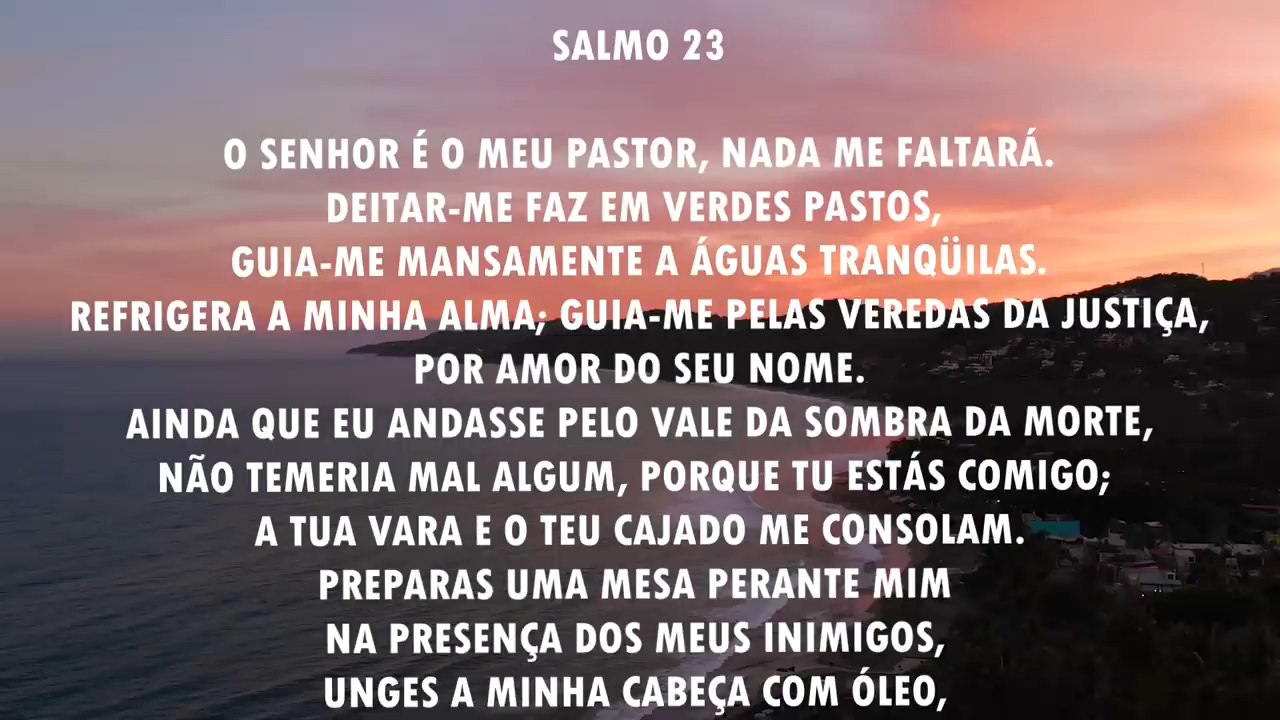 SALMO 23
O SENHOR É O MEU PASTOR, NADA ME FALTARÁ.
DEITAR-ME FAZ EM VERDES PASTOS,
GUIA-ME MANSAMENTE A ÁGUAS TRANQÜILAS.
REFRIGERA A MINHA ALMA; GUIA-ME PELAS VEREDAS DA JUSTIÇA,
POR AMOR DO SEU NOME.
AINDA QUE EU ANDASSE PELO VALE DA SOMBRA DA MORTE,
NÃO TEMERIA MAL ALGUM, PORQUE TU ESTÁS COMIGO;
A TUA VARA E O TEU CAJADO ME CONSOLAM.
PREPARAS UMA MESA PERANTE MIM
NA PRESENÇA DOS MEUS INIMIGOS,
UNGES A MINHA CABEÇA COM ÓLEO,